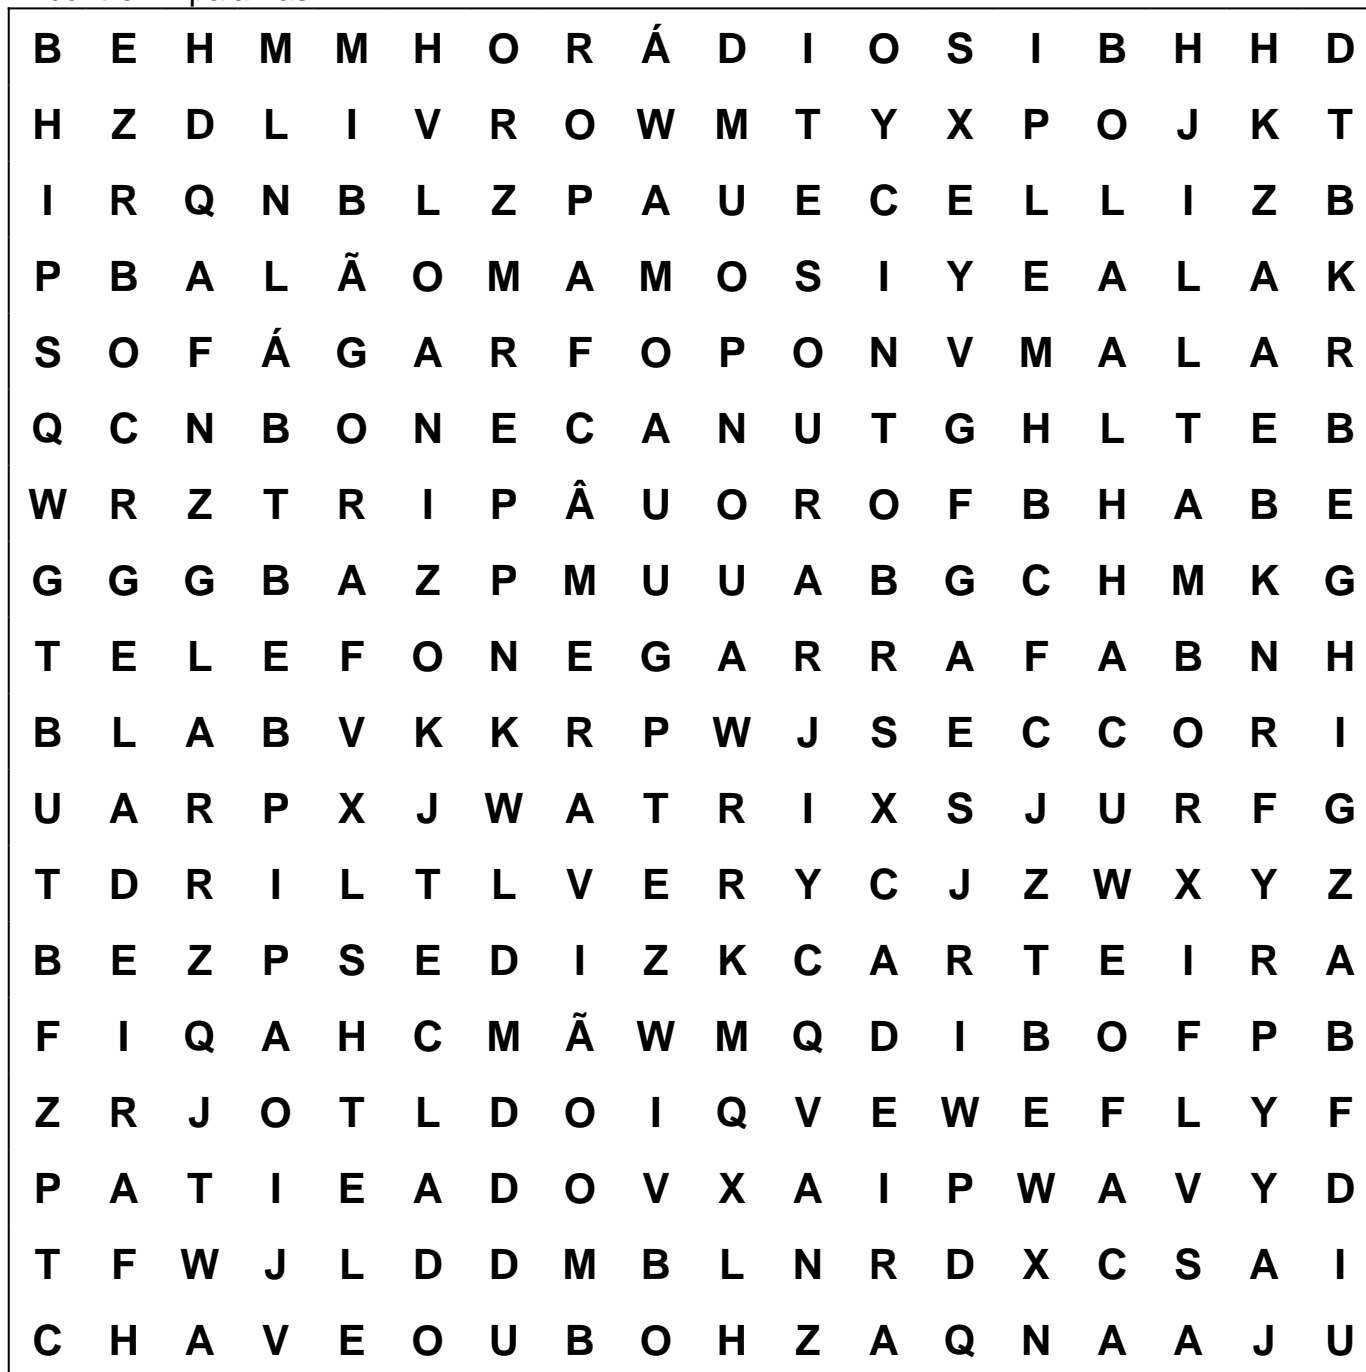 B E H M M H O R Á D I O S I B H H D
H Z D L I V R O W M T Y X P O J K T
I R Q N B L Z P A U E C E L L I Z B
P B A L Ã O M A M O S I Y E A L A K
S O F Á G A R F O P O N V M A L A R
Q C N B O N E C A N U T G H L T E B
W R Z T R I P Â U O R O F B H A B E
G G G B A Z P M U U A B G C H M K G
T E L E F O N E G A R R A F A B N H
B L A B V K K R P W J S E C C O R I
U A R P X J W A T R I X S J U R F G
T D R I L T L V E R Y C J Z W X Y Z
B E Z P S E D I Z K C A R T E I R A
F I Q A H C M Ã W M Q D I B O F P B
Z R J O T L D O I Q V E W E F L Y F
P A T I E A D O V X A I P W A V Y D
T F W J L D D M B L N R D X C S A I
C H A V E O U B O H Z A Q N A A J U